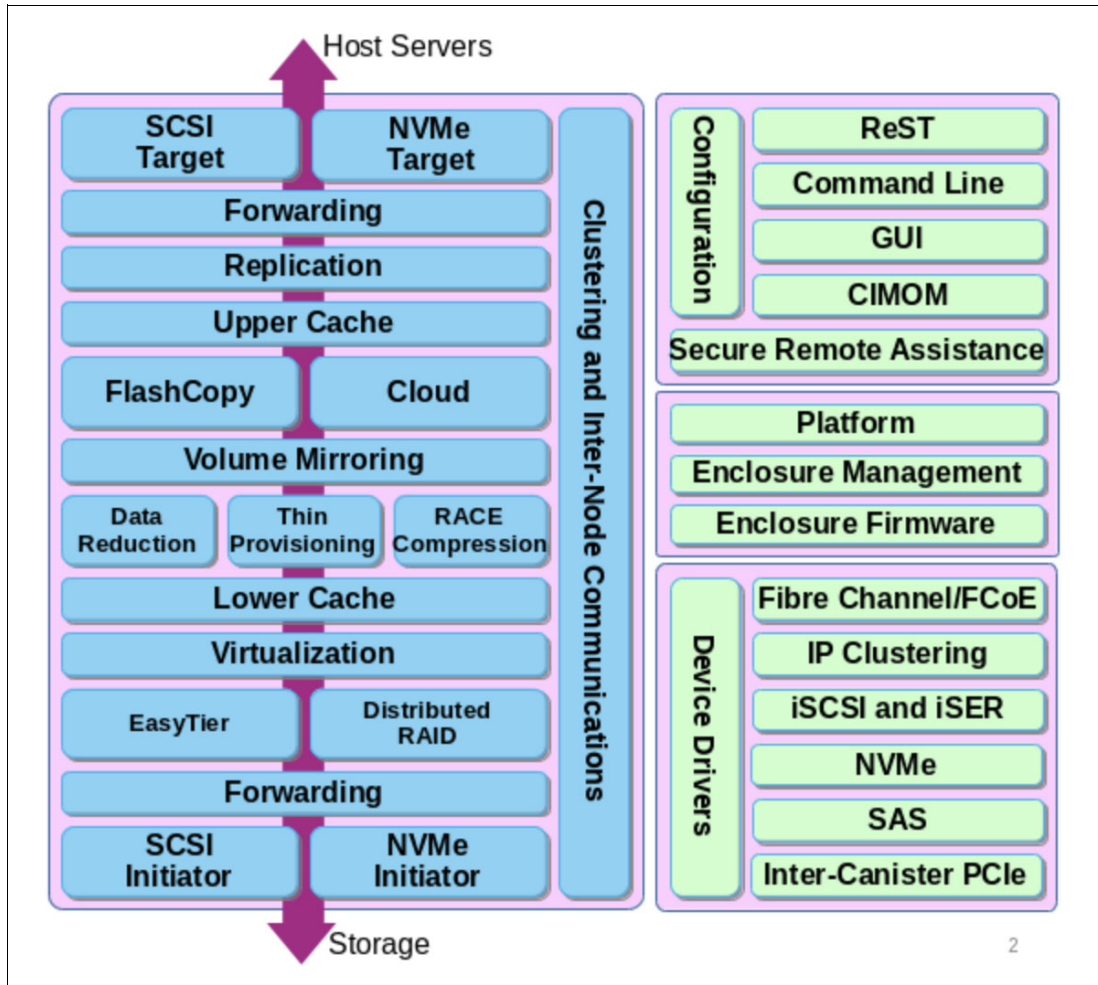 Host Servers
SCSI
Target
NVMe
Target
Forwarding
Replication
Upper Cache
FlashCopy
Cloud
Volume Mirroring
Data
Reduction
Thin
Provisioning
RACE
Compression
Lower Cache
Virtualization
EasyTier
Distributed
RAID
Forwarding
SCSI
Initiator
NVMe
Initiator
Storage
Clustering and Inter-Node Communications
Configuration
ReST
Command Line
GUI
CIMOM
Secure Remote Assistance
Platform
Enclosure Management
Enclosure Firmware
Device Drivers
Fibre Channel/FCoE
IP Clustering
iSCSI and iSER
NVMe
SAS
Inter-Canister PCIe
2